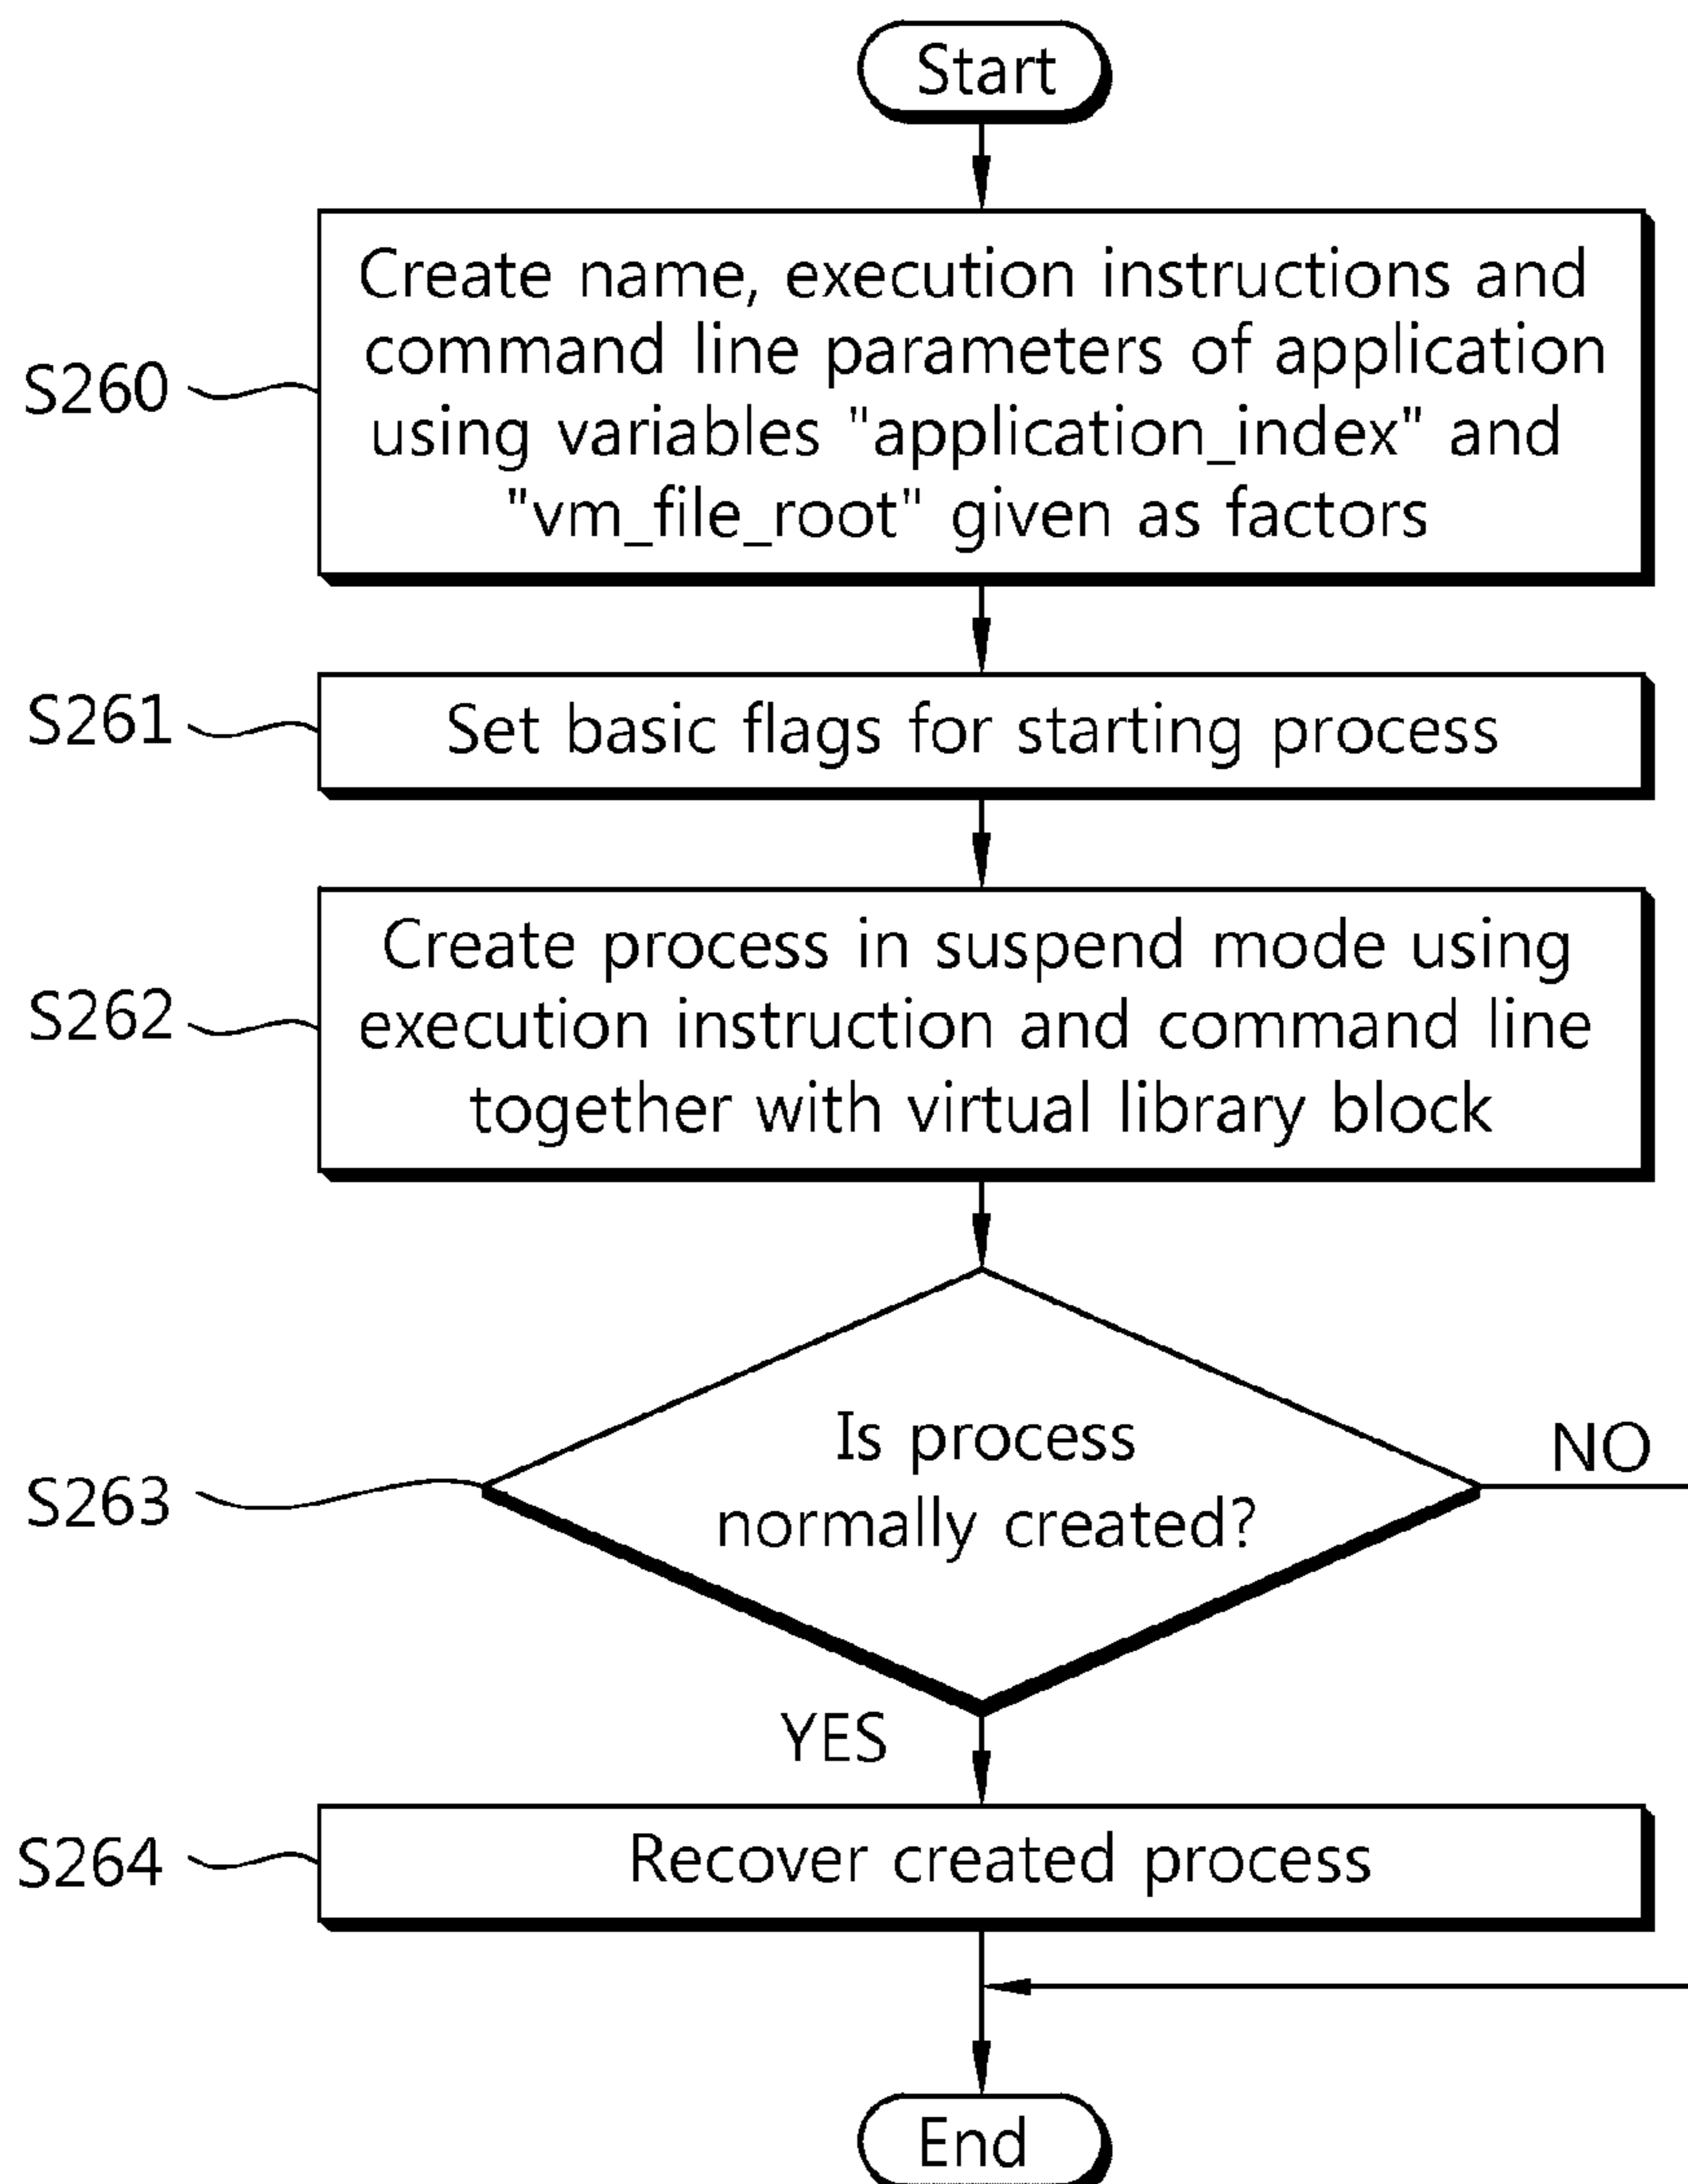 Start
S260
Create name, execution instructions and
command line parameters of application
using variables "application_index" and
"vm_file_root" given as factors
S261
Set basic flags for starting process
S262
Create process in suspend mode using
execution instruction and command line
together with virtual library block
S263
Is process
normally created?
NO
YES
S264
Recover created process
End